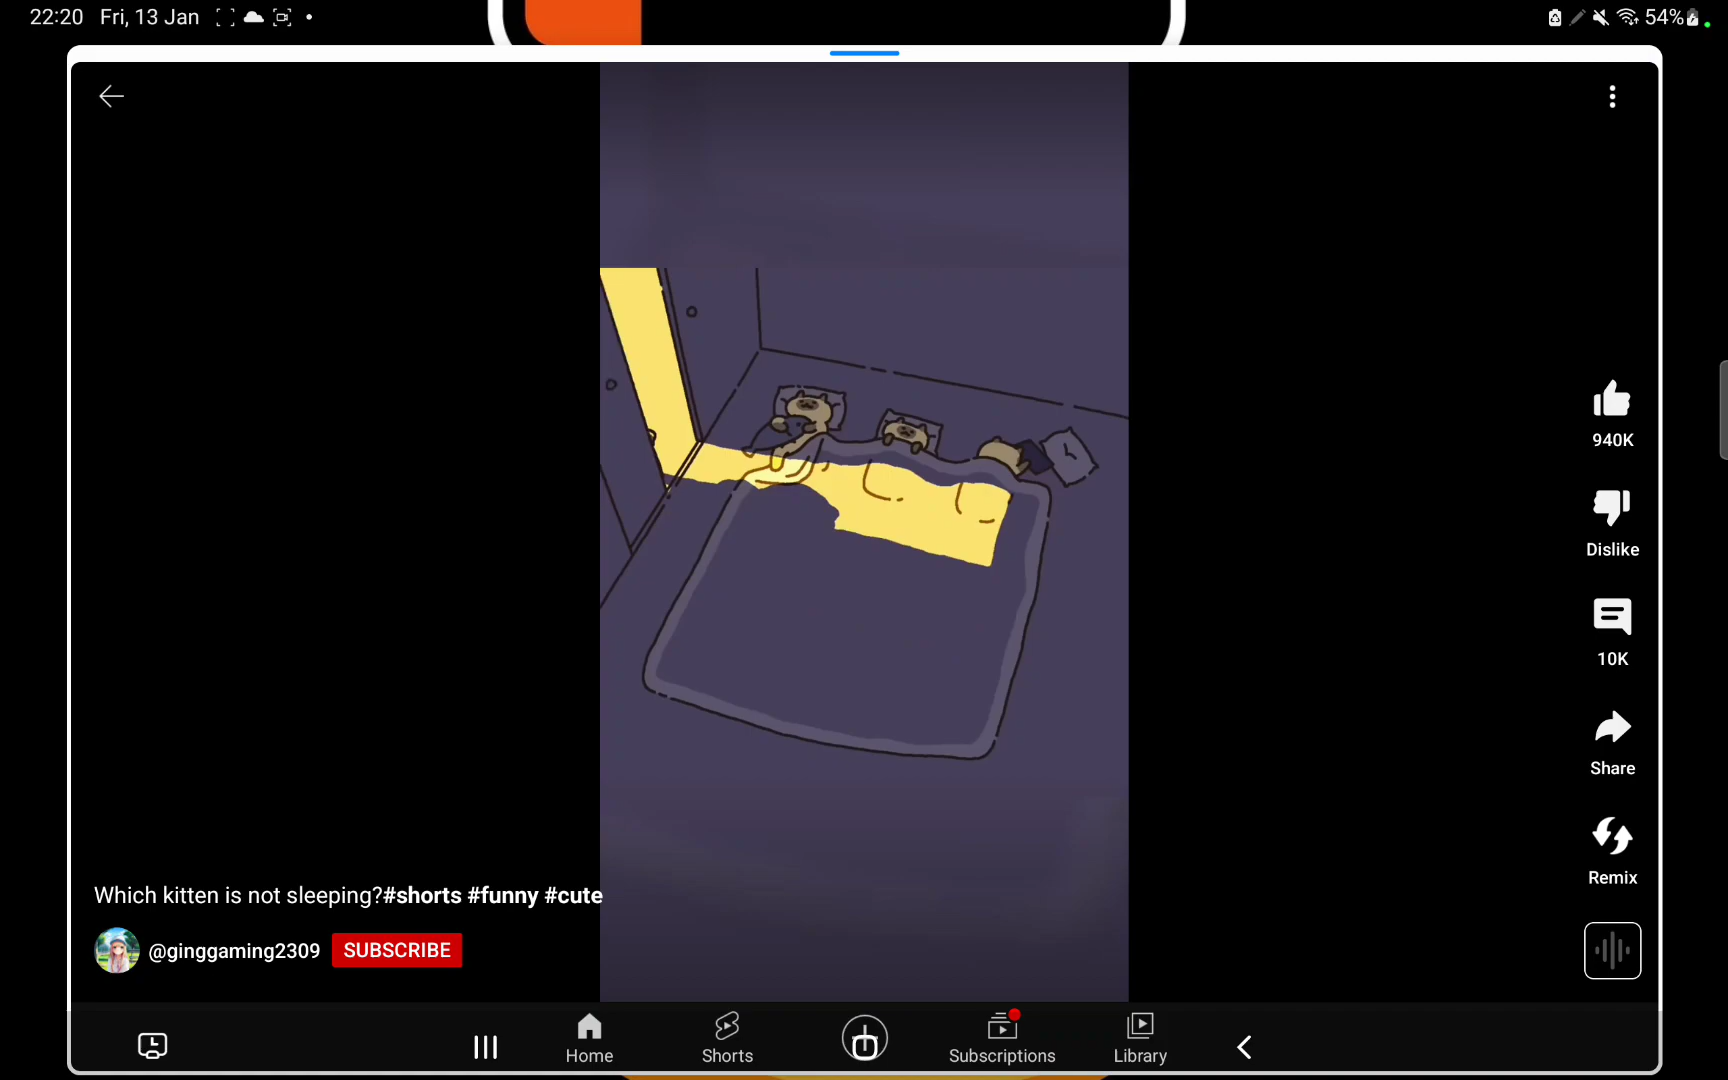 22:20 Fri, 13 Jan
54%
940K
Dislike
10K
Share
Remix
Which kitten is not sleeping?#shorts #funny #cute
@ginggaming2309 SUBSCRIBE
Home Shorts Subscriptions Library